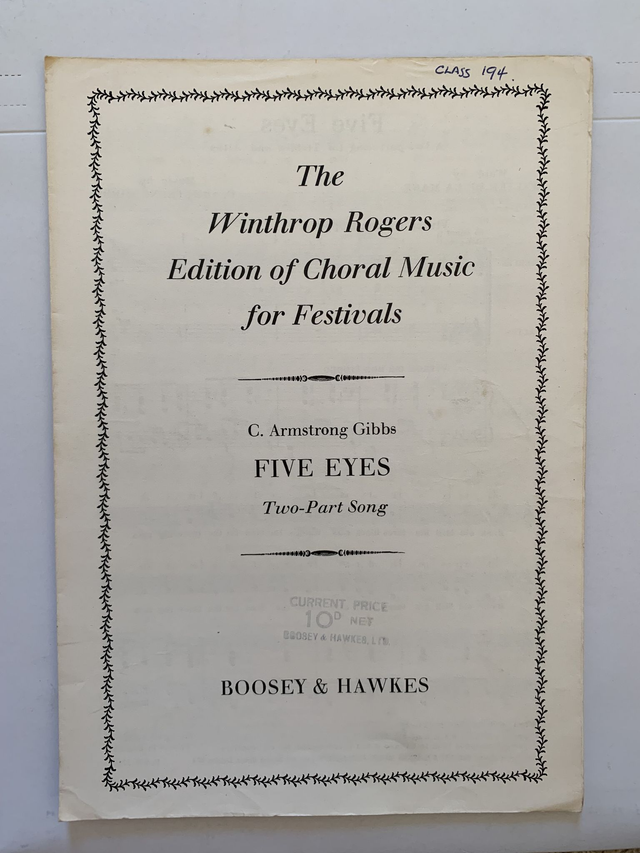 CLASS 194.
The
Winthrop Rogers
Edition of Choral Music
for Festivals
C. Armstrong Gibbs
FIVE EYES
Two-Part Song
CURRENT PRICE
10D NET
BOOSEY & HAWKES, LTD.
BOOSEY & HAWKES